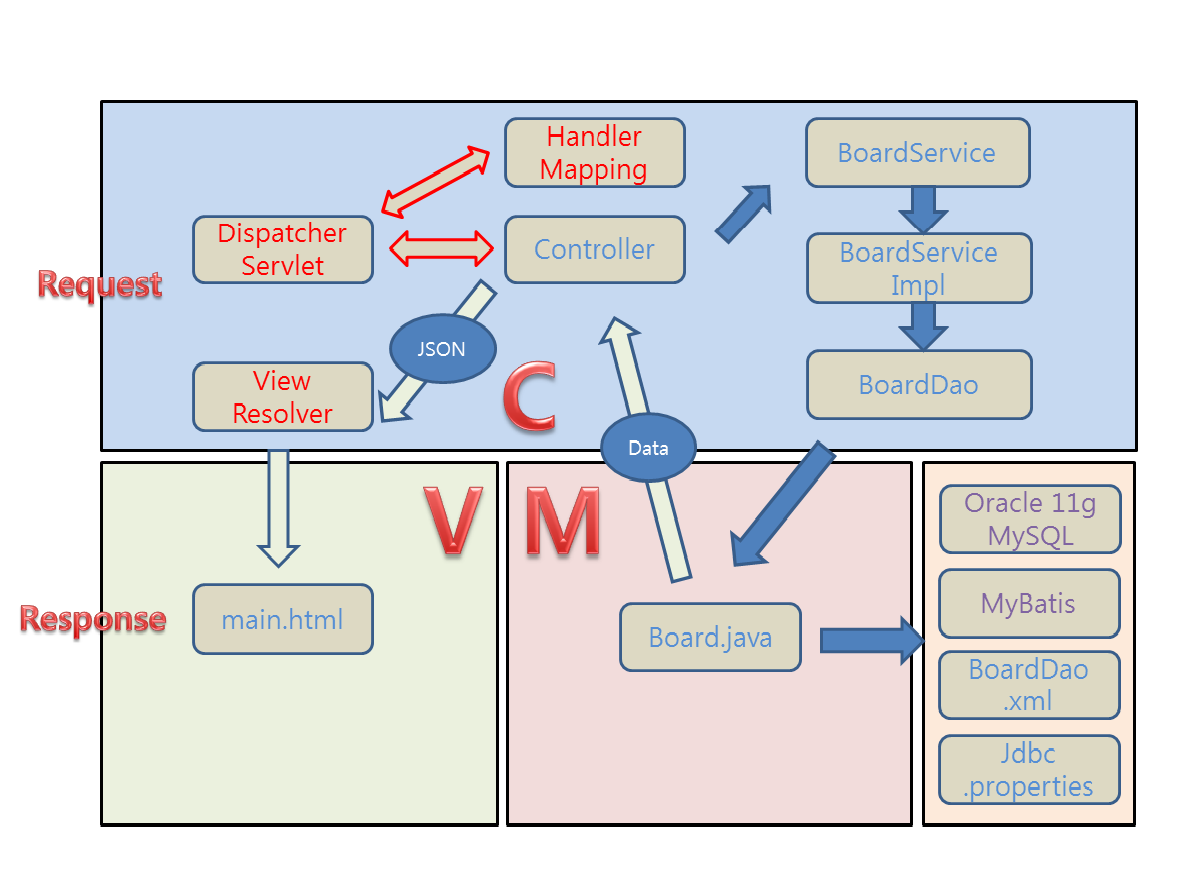 Handler
Mapping
BoardService
Dispatcher
Servlet
Controller
BoardService
Impl
Request
JSON
View
Resolver
C
BoardDao
Data
V
M
Oracle 11g
MySQL
MyBatis
Response
main.html
Board.java
BoardDao
.xml
Jdbc
.properties